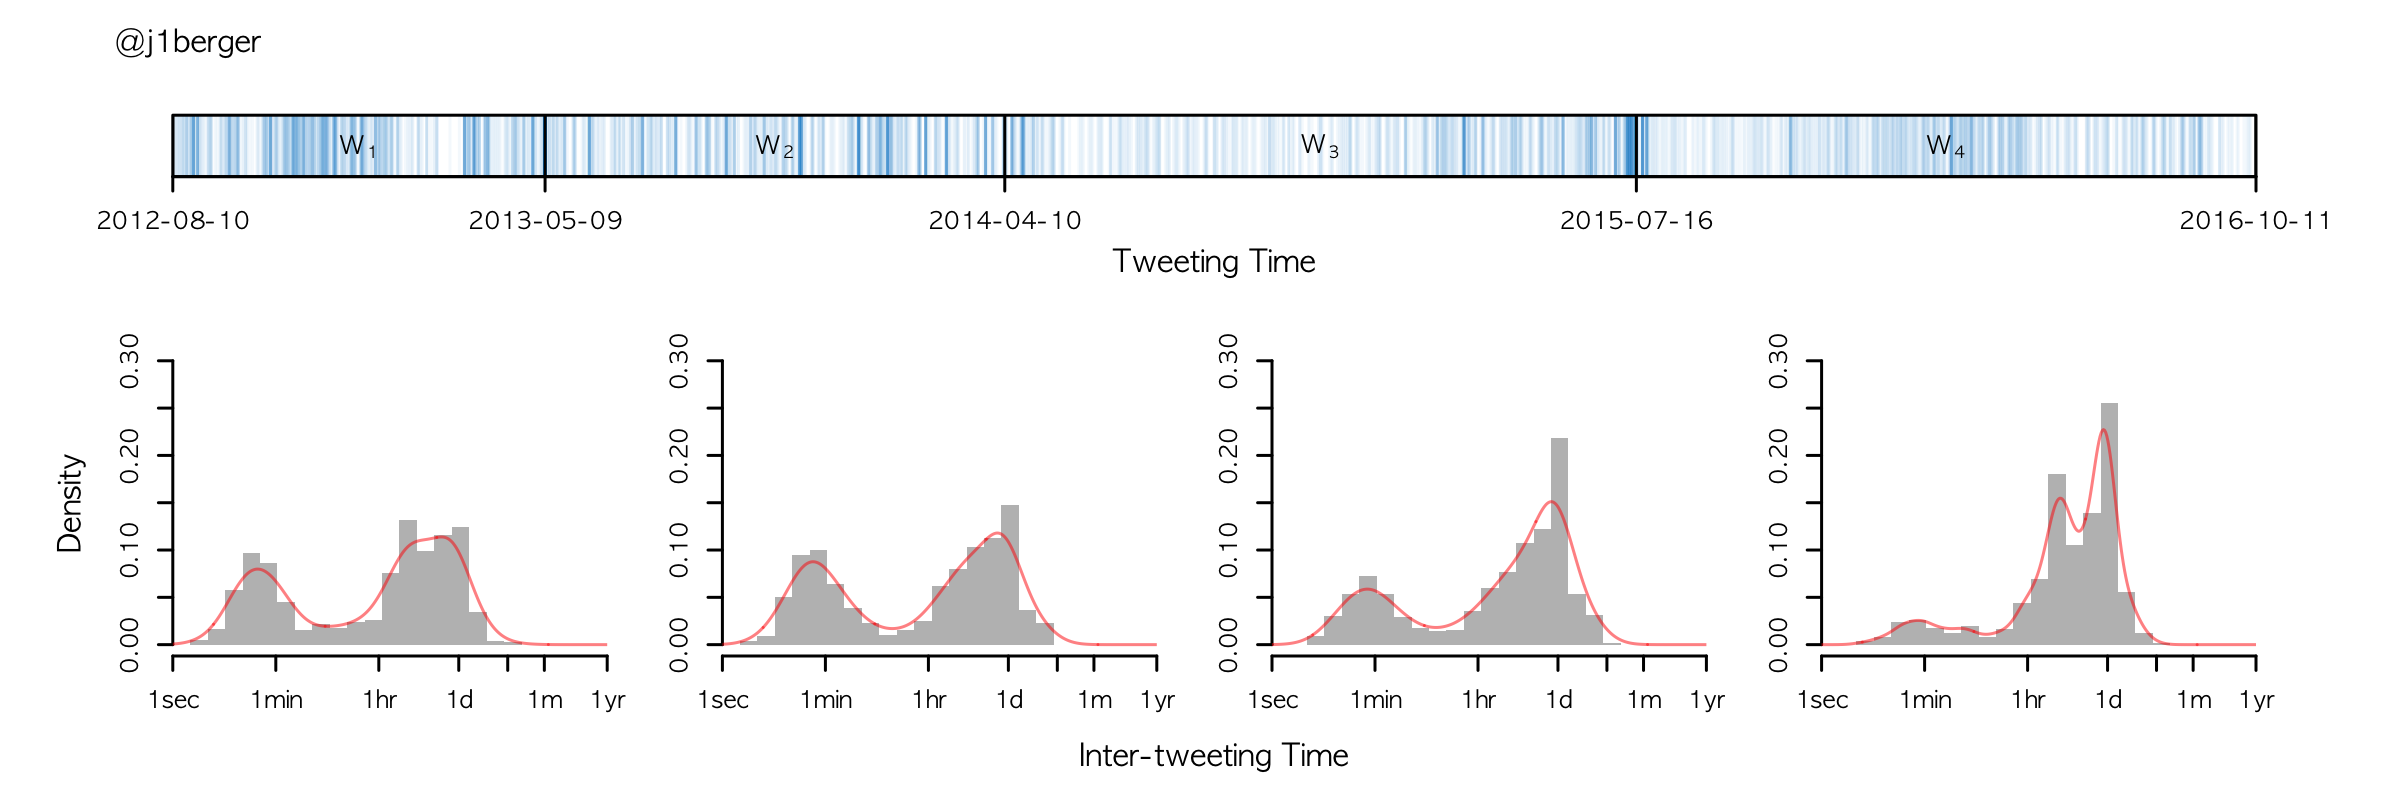 @j1berger
W1 W2 W3 W4
2012-08-10 2013-05-09 2014-04-10 2015-07-16 2016-10-11
Tweeting Time
Density
0.00 0.10 0.20 0.30
1sec 1min 1hr 1d 1m 1yr
0.00 0.10 0.20 0.30
1sec 1min 1hr 1d 1m 1yr
0.00 0.10 0.20 0.30
1sec 1min 1hr 1d 1m 1yr
0.00 0.10 0.20 0.30
1sec 1min 1hr 1d 1m 1yr
Inter-tweeting Time